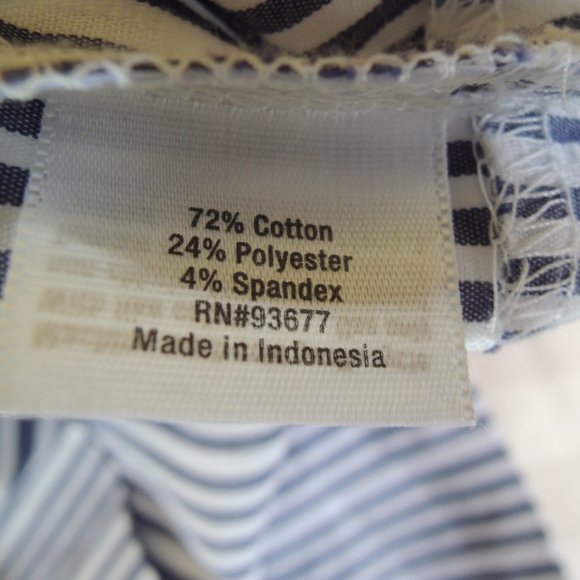 72% Cotton
24% Polyester
4% Spandex
RN#93677
Made in Indonesia